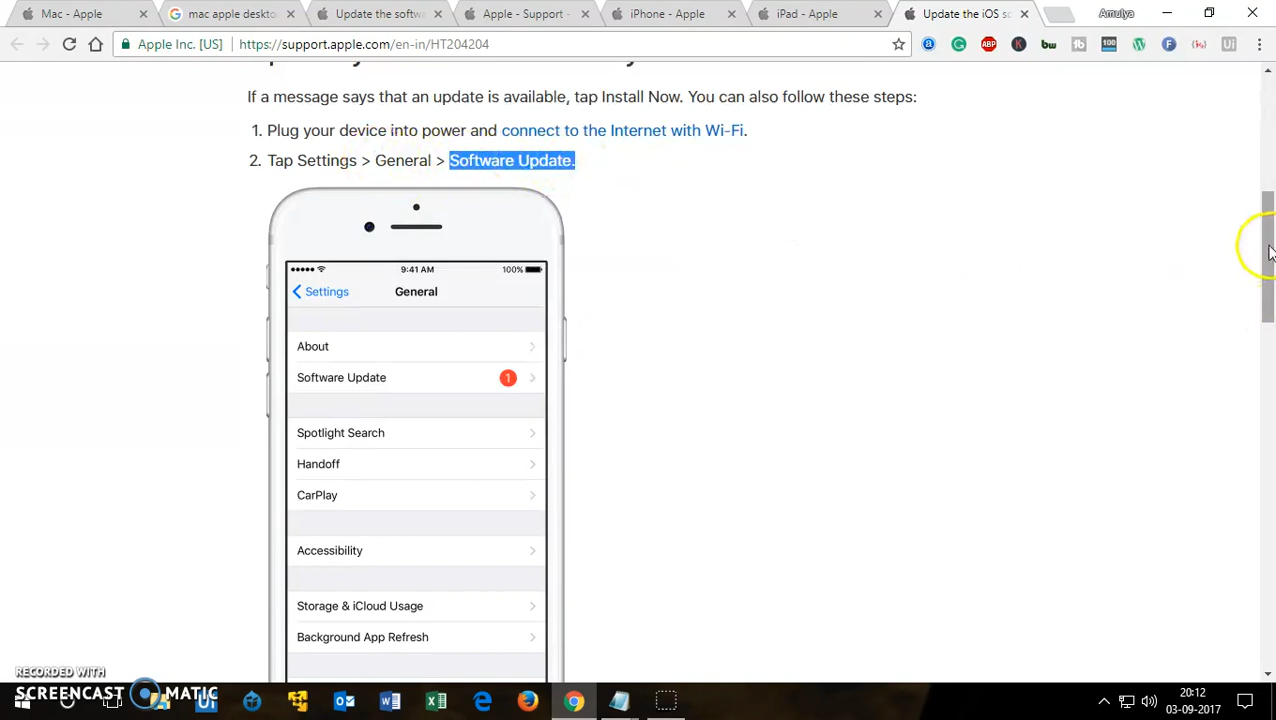 Mac - Apple
mac apple deskto
Update the softw
Apple - Support -
iPhone - Apple
iPad - Apple
Update the iOS so
Amulya
Apple Inc. [US]
https://support.apple.com/en-in/HT204204
If a message says that an update is available, tap Install Now. You can also follow these steps:
1. Plug your device into power and connect to the Internet with Wi-Fi.
2. Tap Settings > General > Software Update.
9:41 AM
100%
Settings
General
About
Software Update
1
Spotlight Search
Handoff
CarPlay
Accessibility
Storage & iCloud Usage
Background App Refresh
RECORDED WITH
SCREENCAST MATIC
20:12
03-09-2017